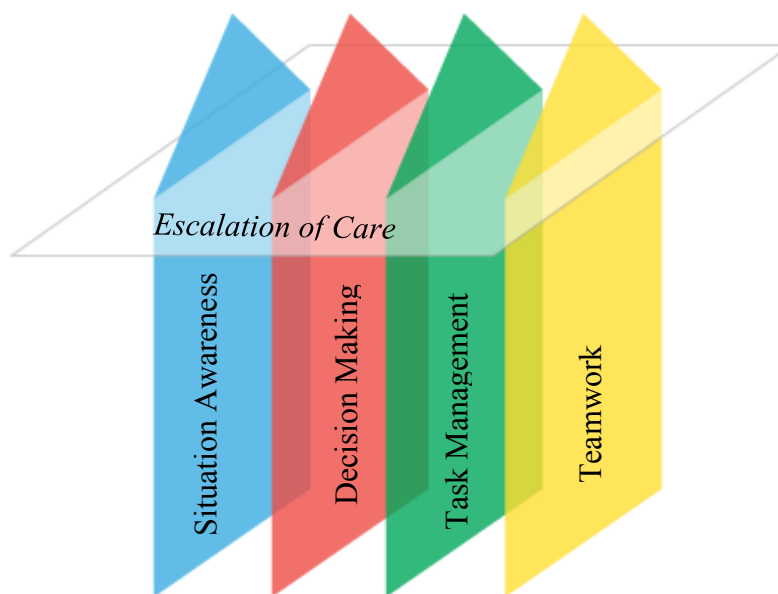 Escalation of Care
Situation Awareness
Decision Making
Task Management
Teamwork